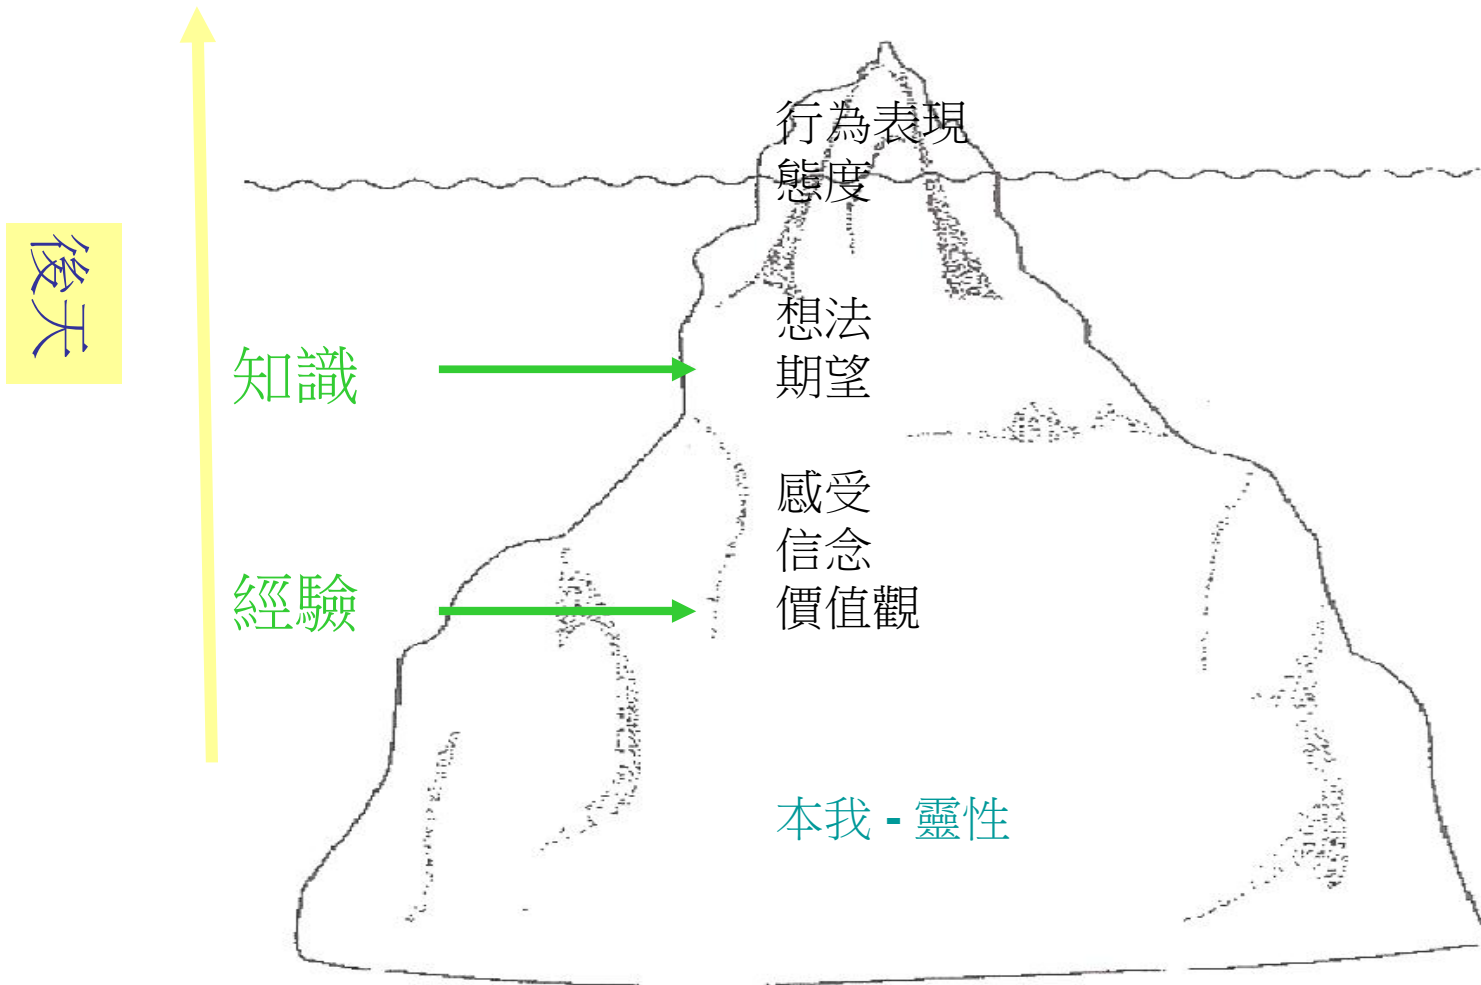 行為表現
態度
後天
想法
期望
知識
感受
信念
價值觀
經驗
本我 - 靈性